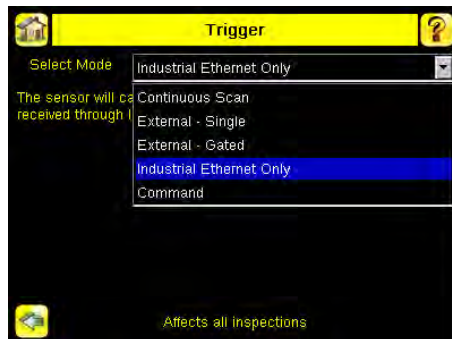 Trigger
?
Select Mode
Industrial Ethernet Only
The sensor will ca
received through
Continuous Scan
External - Single
External - Gated
Industrial Ethernet Only
Command
Affects all inspections